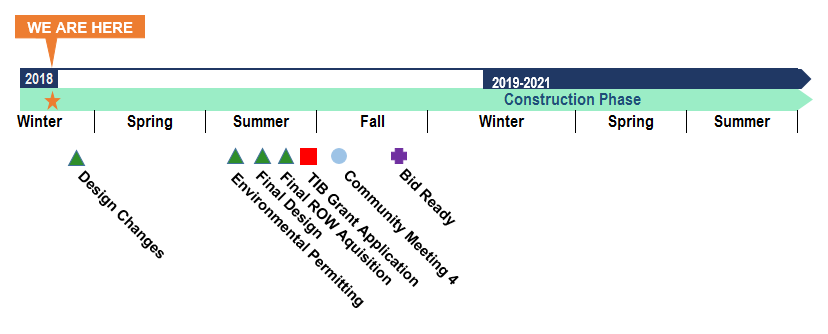 WE ARE HERE
2018
2019-2021
Construction Phase
Winter
Spring
Summer
Fall
Winter
Spring
Summer
Design Changes
Environmental Permitting
Final Design
Final ROW Aquisition
TIB Grant Application
Community Meeting 4
Bid Ready